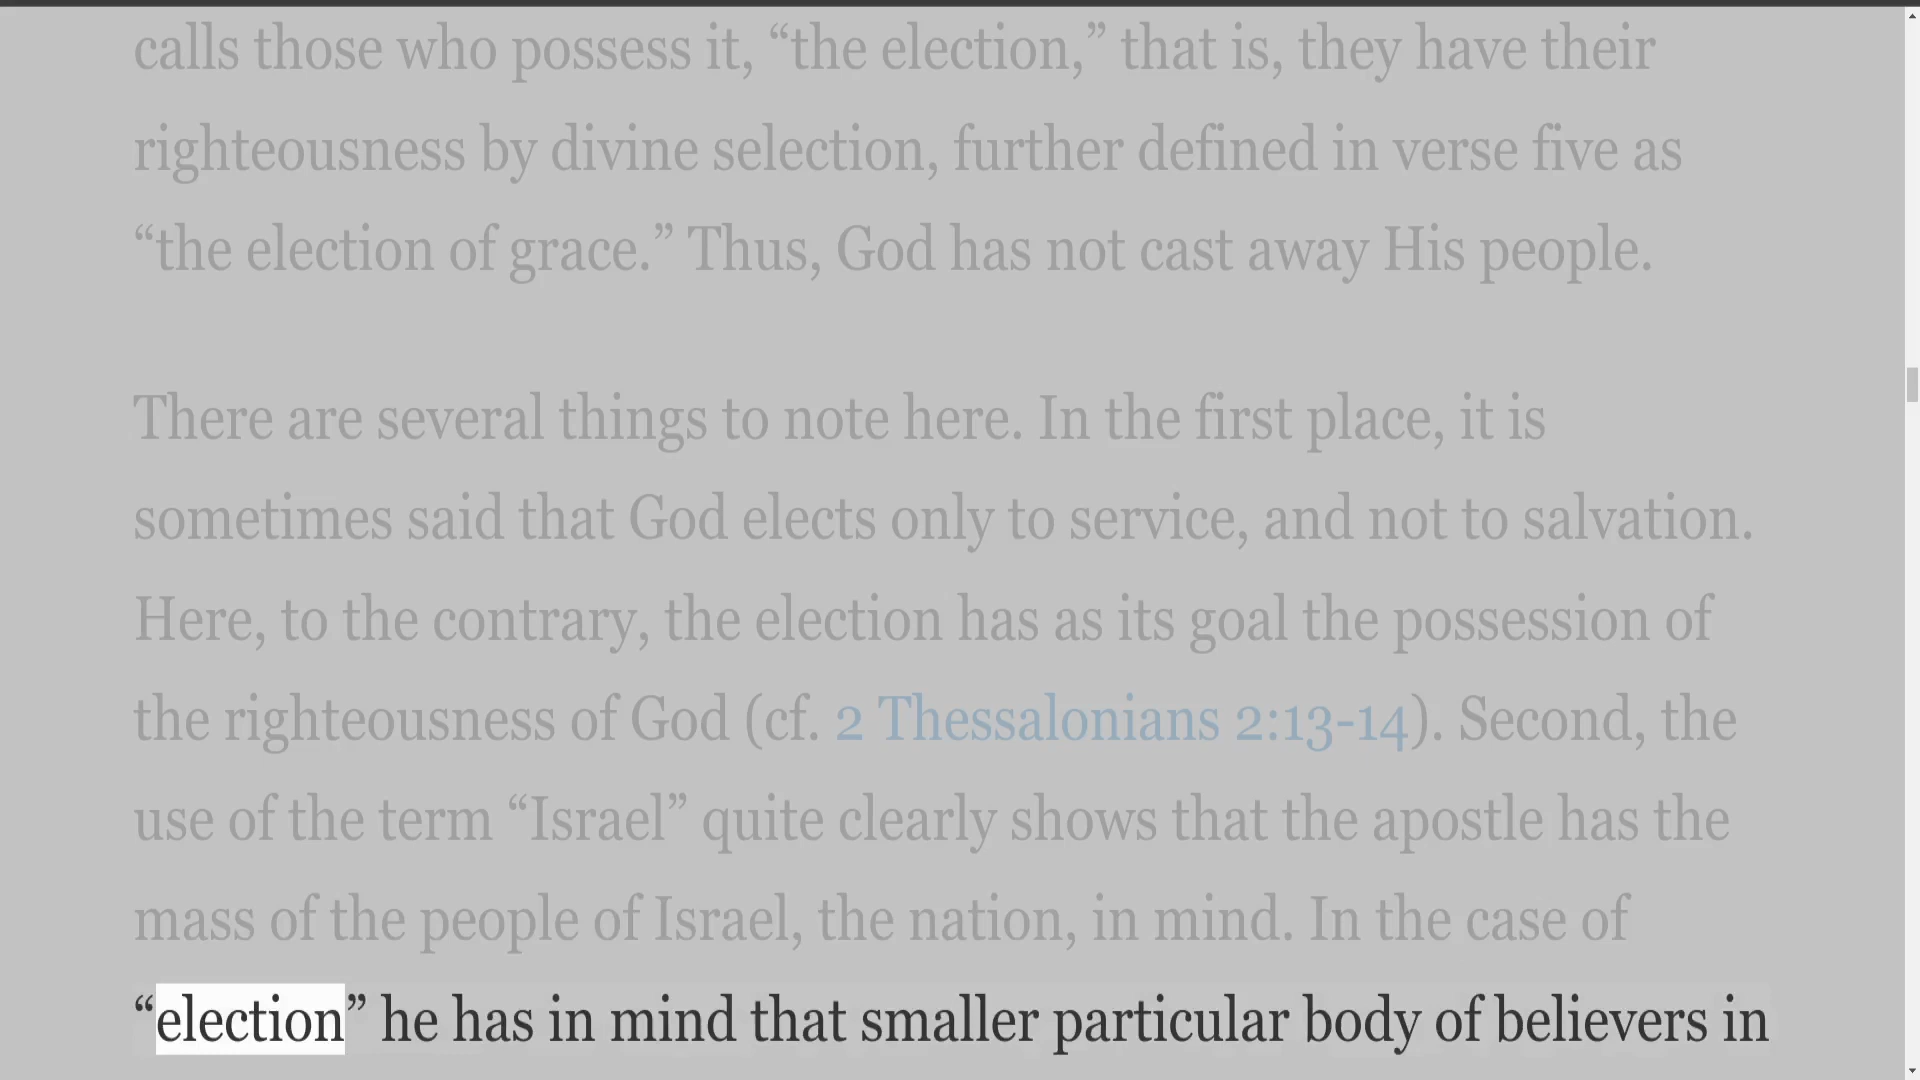 calls those who possess it, “the election,” that is, they have their
righteousness by divine selection, further defined in verse five as
“the election of grace.” Thus, God has not cast away His people.
There are several things to note here. In the first place, it is
sometimes said that God elects only to service, and not to salvation.
Here, to the contrary, the election has as its goal the possession of
the righteousness of God (cf. 2 Thessalonians 2:13-14). Second, the
use of the term “Israel” quite clearly shows that the apostle has the
mass of the people of Israel, the nation, in mind. In the case of
“election” he has in mind that smaller particular body of believers in